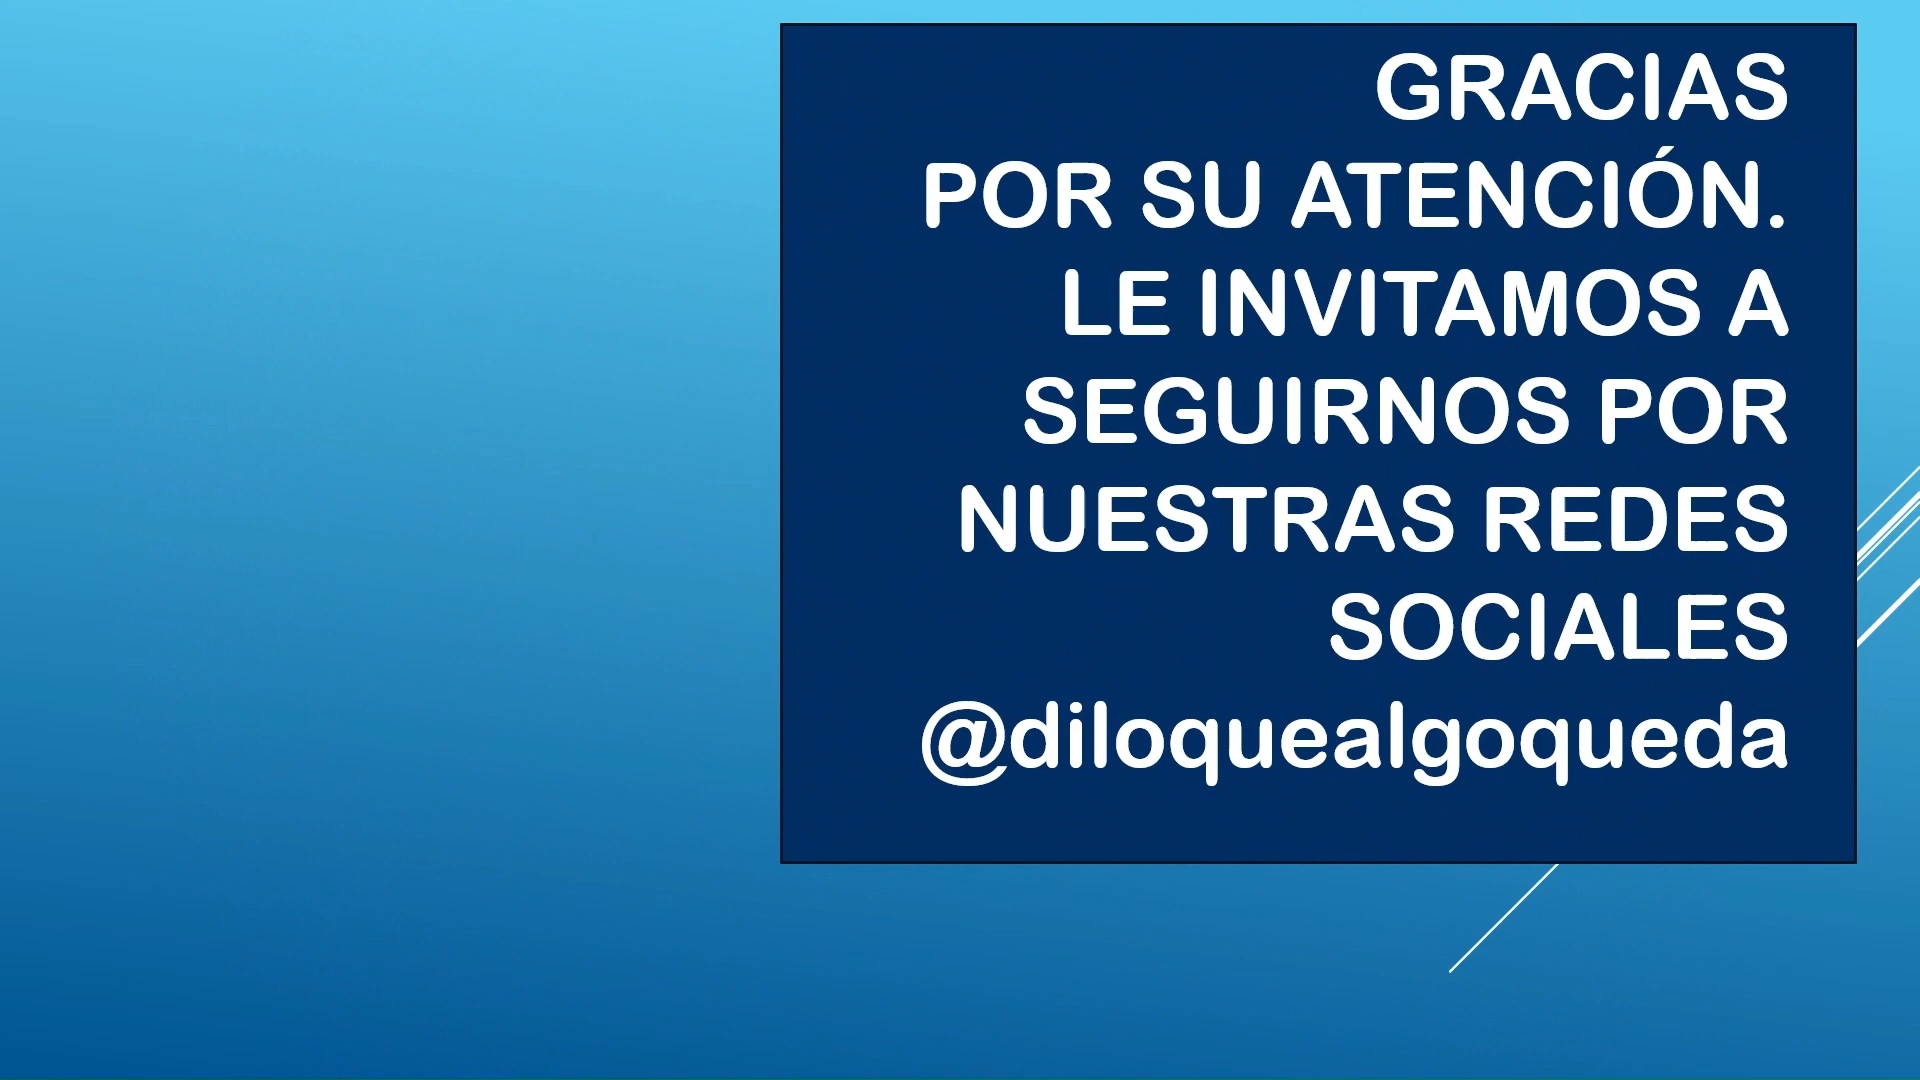 GRACIAS
POR SU ATENCIÓN.
LE INVITAMOS A
SEGUIRNOS POR
NUESTRAS REDES
SOCIALES
@diloquealgoqueda